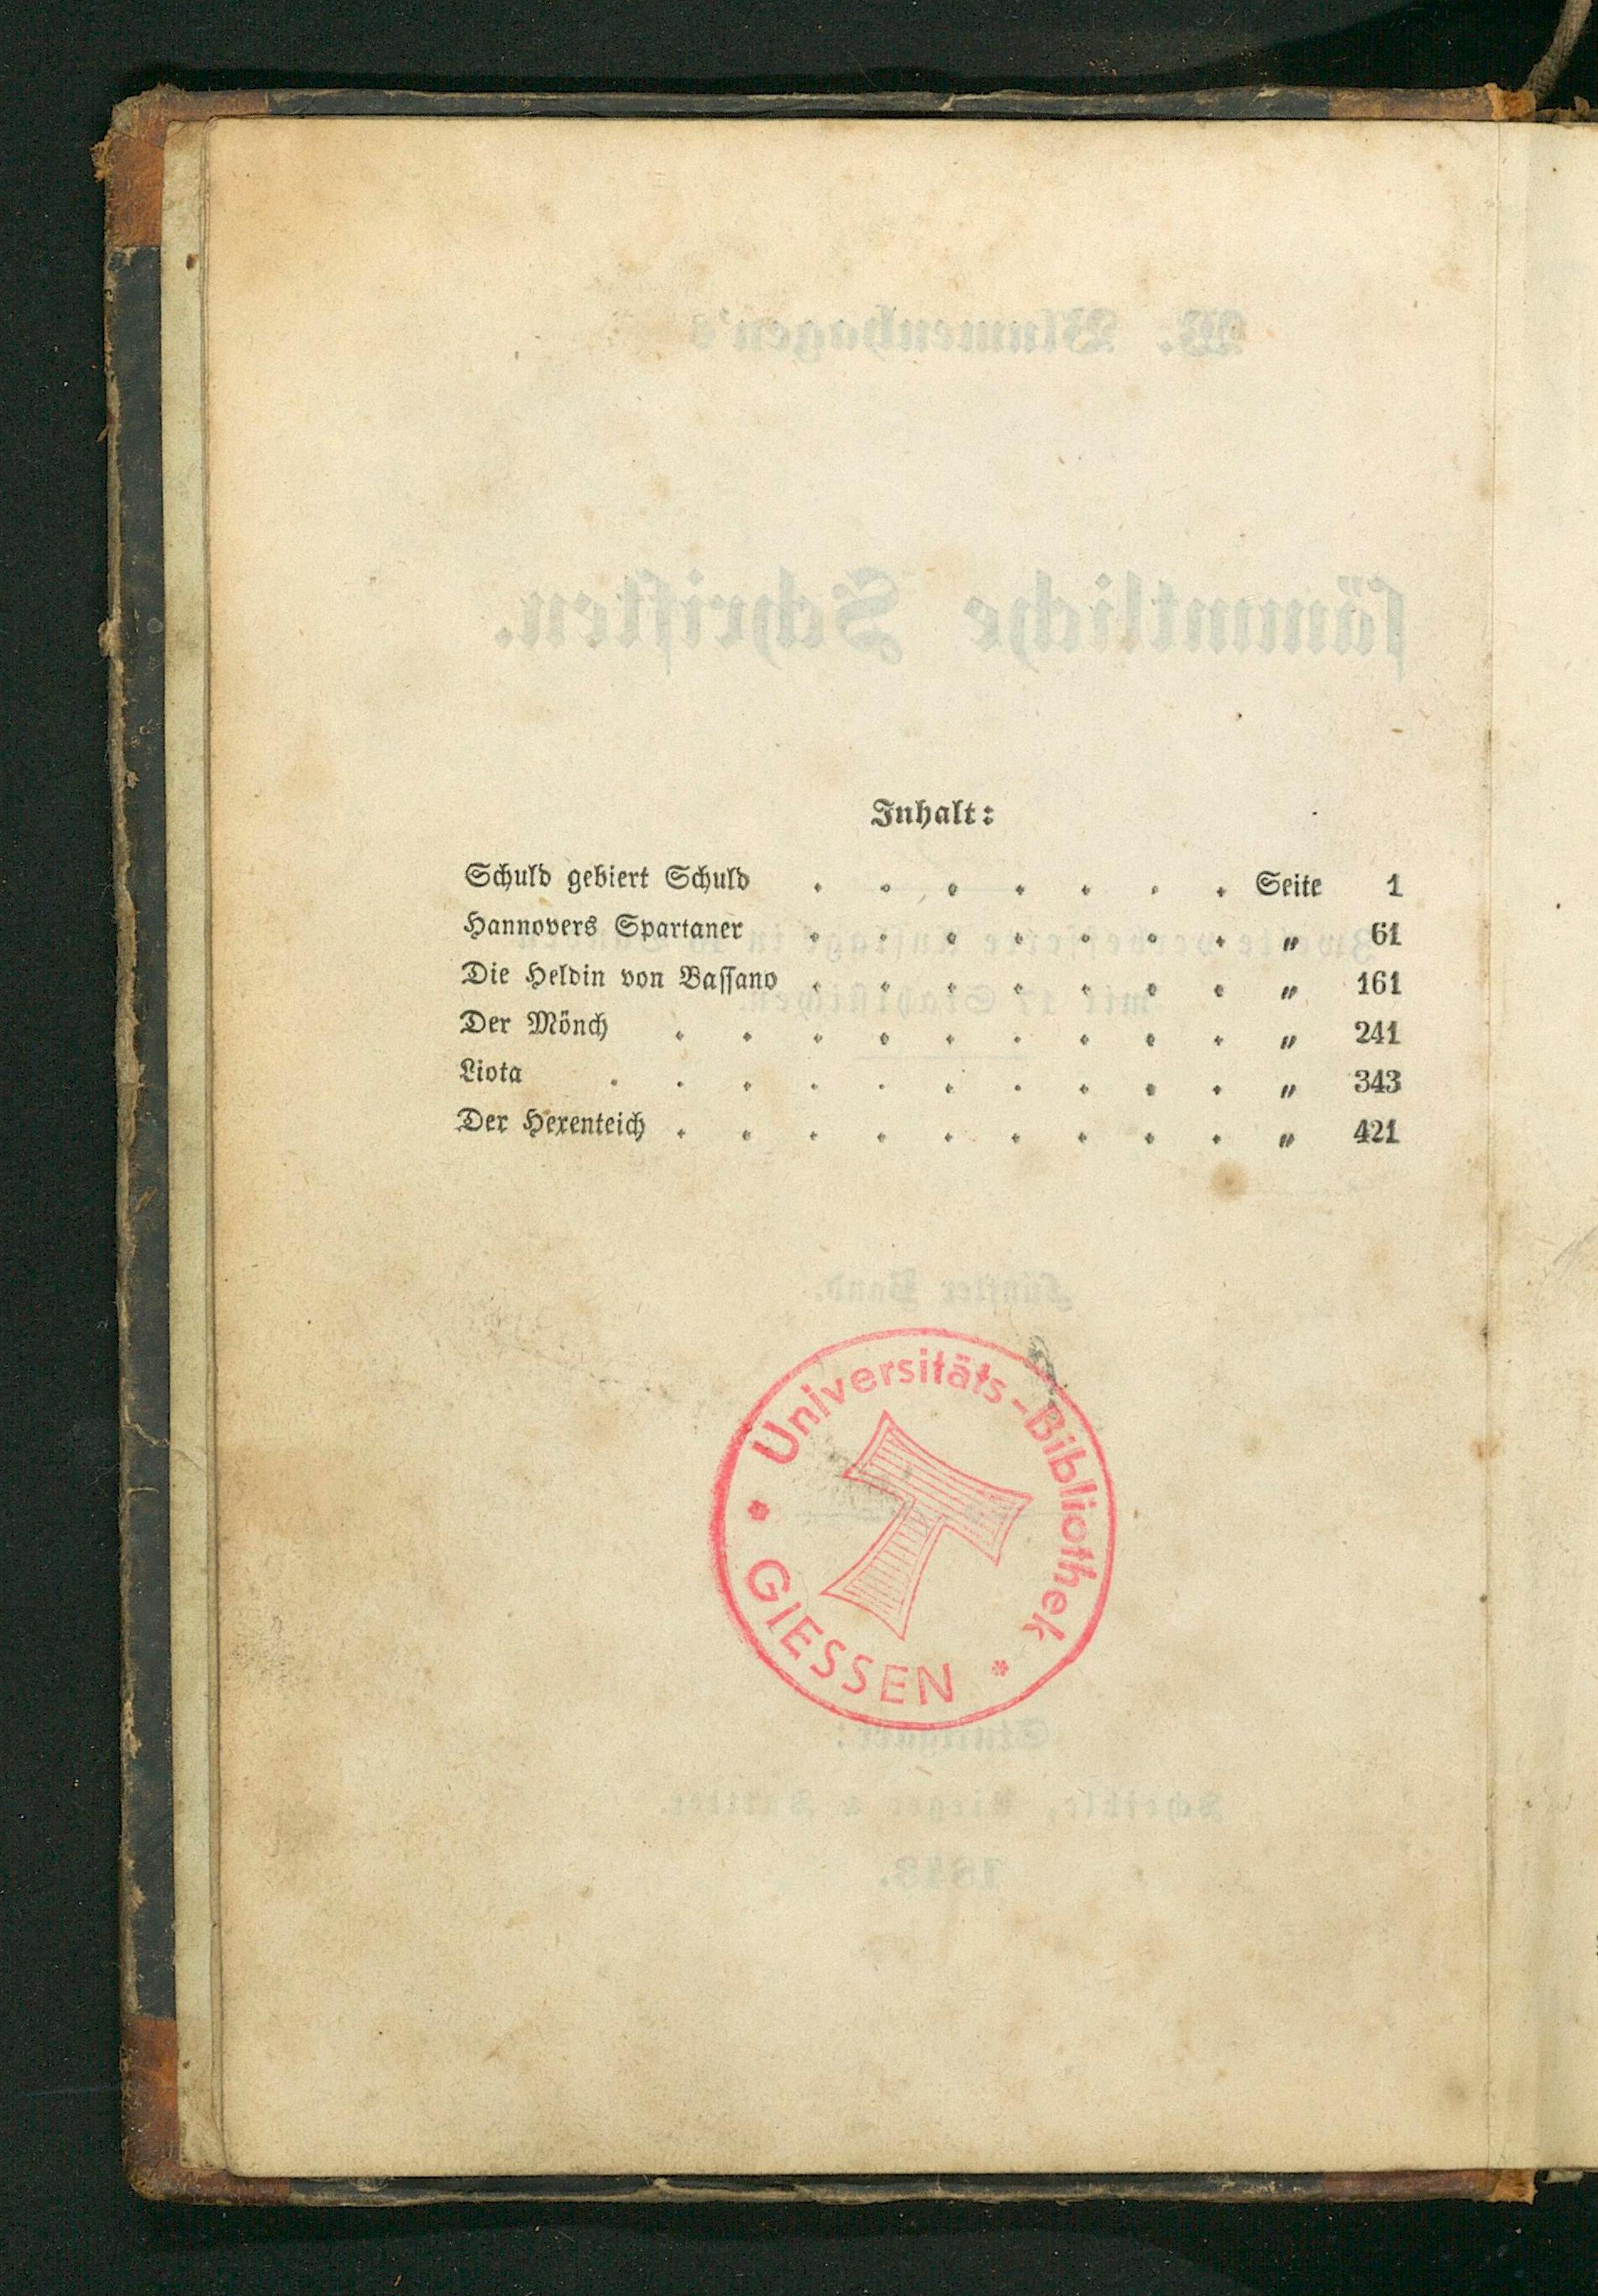 Inhalt:
Schuld gebiert Schuld . . . . . . . Seite 1
Hannovers Spartaner . . . . . . . „ 61
Die Heldin von Bassano . . . . . . . „ 161
Der Mönch . . . . . . . . . „ 241
Liota . . . . . . . . . . „ 343
Der Hexenteich . . . . . . . . . „ 421
Universitäts-Bibliothek
* GIESSEN *